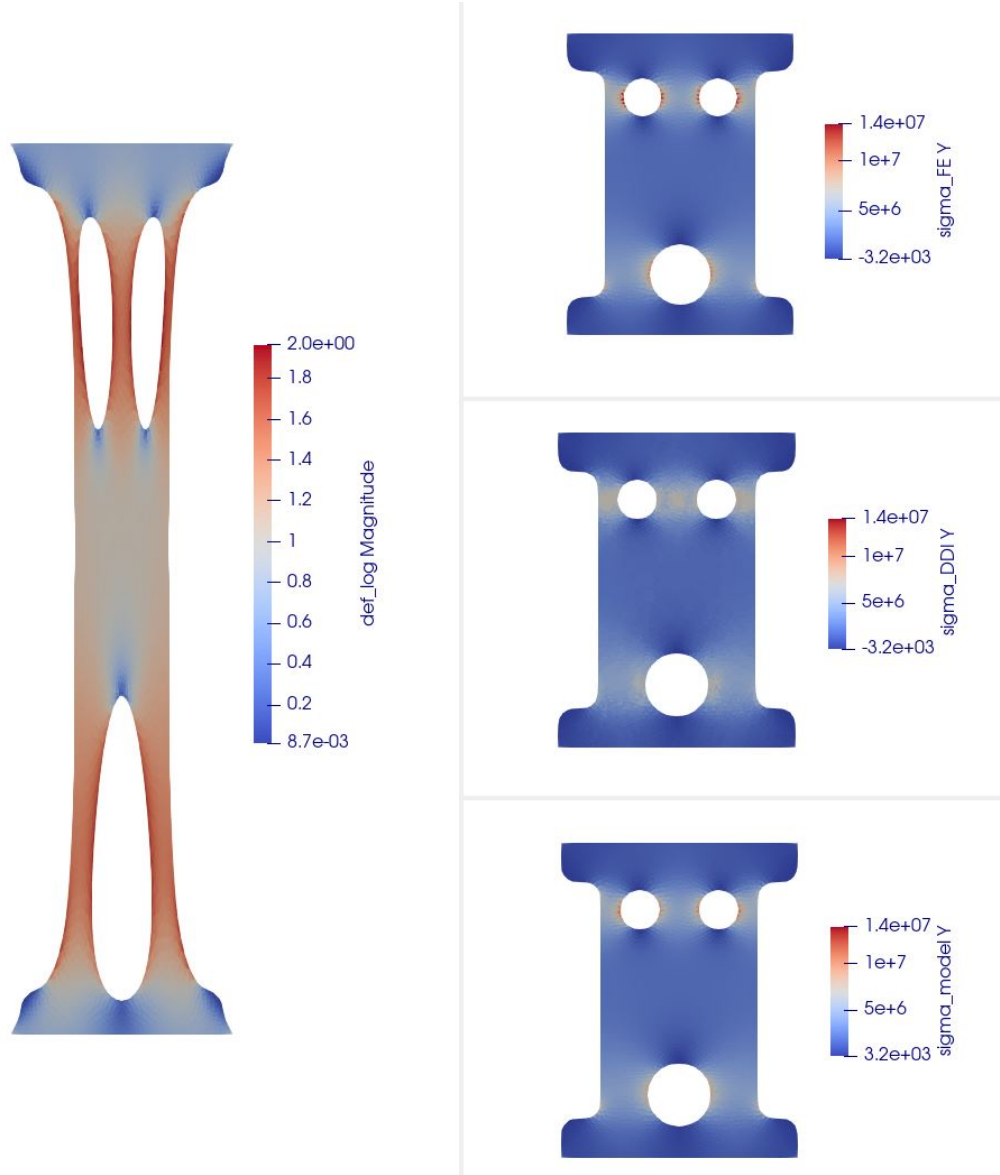 2.0e+00
1.8
1.6
1.4
1.2
1
0.8
0.6
0.4
0.2
8.7e-03
def_log Magnitude
1.4e+07
1e+7
5e+6
-3.2e+03
sigma_FE Y
1.4e+07
1e+7
5e+6
-3.2e+03
sigma_DDI Y
1.4e+07
1e+7
5e+6
3.2e+03
sigma_model Y